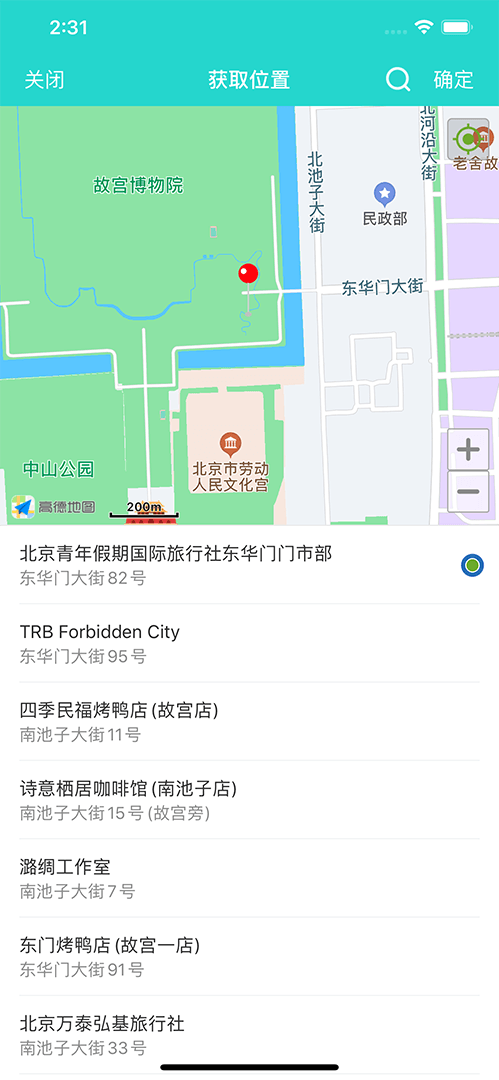 2:31
关闭
获取位置
确定
故宫博物院
北池子大街
北河沿大街
老舍故
民政部
东华门大街
中山公园
北京市劳动
人民文化宫
高德地图
200m
北京青年假期国际旅行社东华门门市部
东华门大街82号
TRB Forbidden City
东华门大街95号
四季民福烤鸭店(故宫店)
南池子大街11号
诗意栖居咖啡馆(南池子店)
南池子大街15号(故宫旁)
潞绸工作室
南池子大街7号
东门烤鸭店(故宫一店)
东华门大街91号
北京万泰弘基旅行社
南池子大街33号